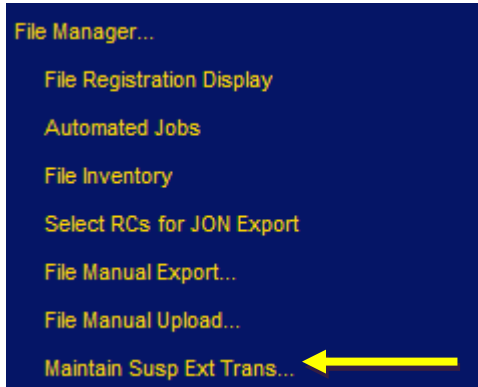 File Manager...
File Registration Display
Automated Jobs
File Inventory
Select RCs for JON Export
File Manual Export...
File Manual Upload...
Maintain Susp Ext Trans...